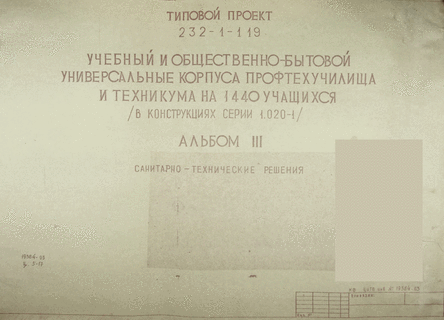 ТИПОВОЙ ПРОЕКТ
232-1-119
УЧЕБНЫЙ И ОБЩЕСТВЕННО-БЫТОВОЙ
УНИВЕРСАЛЬНЫЕ КОРПУСА ПРОФТЕХУЧИЛИЩА
И ТЕХНИКУМА НА 1440 УЧАЩИХСЯ
/В КОНСТРУКЦИЯХ СЕРИИ 1.020-1/
АЛЬБОМ III
САНИТАРНО-ТЕХНИЧЕСКИЕ РЕШЕНИЯ